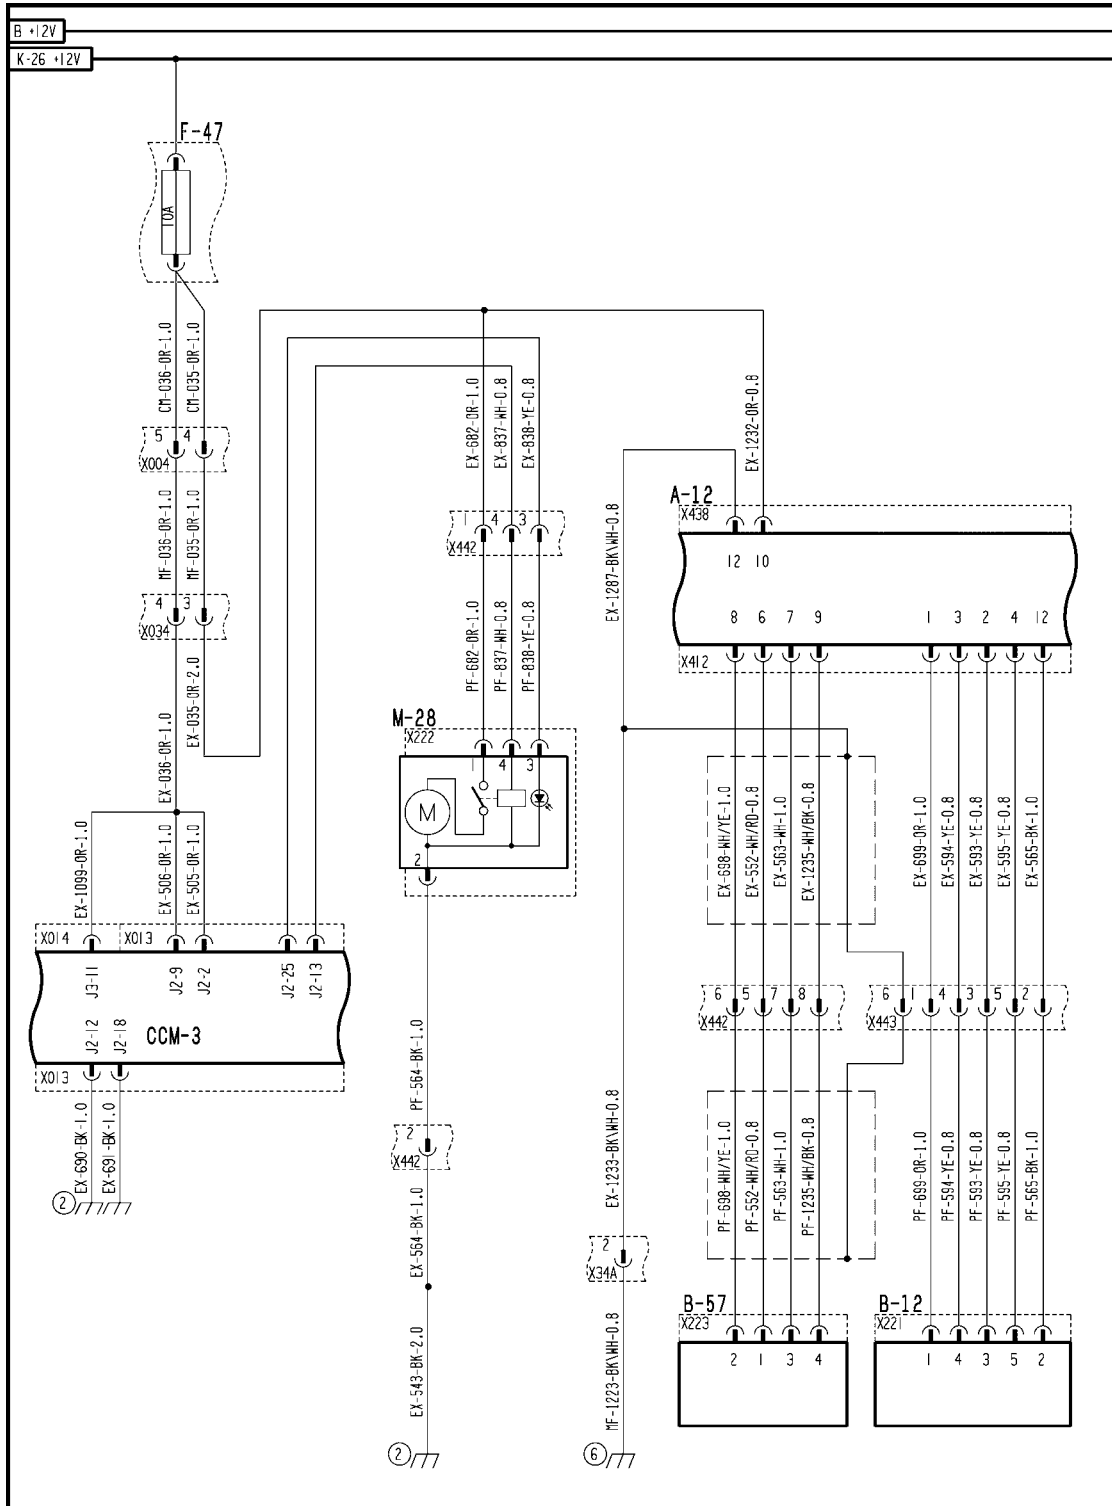 B +12V
K-26 +12V
F-47
10A
CM-036-OR-1.0
CM-035-OR-1.0
5 4
X004
MF-036-OR-1.0
MF-035-OR-1.0
4 3
X034
EX-036-OR-1.0
EX-035-OR-2.0
EX-1099-OR-1.0
EX-506-OR-1.0
EX-505-OR-1.0
X014 X013
J3-11
J2-9
J2-2
J2-25
J2-13
J2-12
J2-18
CCM-3
X013
EX-690-BK-1.0
EX-691-BK-1.0
2
EX-682-OR-1.0
EX-837-WH-0.8
EX-838-YE-0.8
1 4 3
X442
PF-682-OR-1.0
PF-837-WH-0.8
PF-838-YE-0.8
M-28
X222
1 4 3
M
2
PF-564-BK-1.0
2
X442
EX-564-BK-1.0
EX-543-BK-2.0
2
EX-1287-BK\WH-0.8
EX-1232-OR-0.8
EX-1233-BK\WH-0.8
2
X34A
MF-1223-BK\WH-0.8
6
A-12
X438
12 10
8 6 7 9 1 3 2 4 12
X412
EX-698-WH/YE-1.0
EX-552-WH/RD-0.8
EX-563-WH-1.0
EX-1235-WH/BK-0.8
EX-699-OR-1.0
EX-594-YE-0.8
EX-593-YE-0.8
EX-595-YE-0.8
EX-565-BK-1.0
6 5 7 8
X442
6 1 4 3 5 2
X443
PF-698-WH/YE-1.0
PF-552-WH/RD-0.8
PF-563-WH-1.0
PF-1235-WH/BK-0.8
PF-699-OR-1.0
PF-594-YE-0.8
PF-593-YE-0.8
PF-595-YE-0.8
PF-565-BK-1.0
B-57
X223
2 1 3 4
B-12
X221
1 4 3 5 2